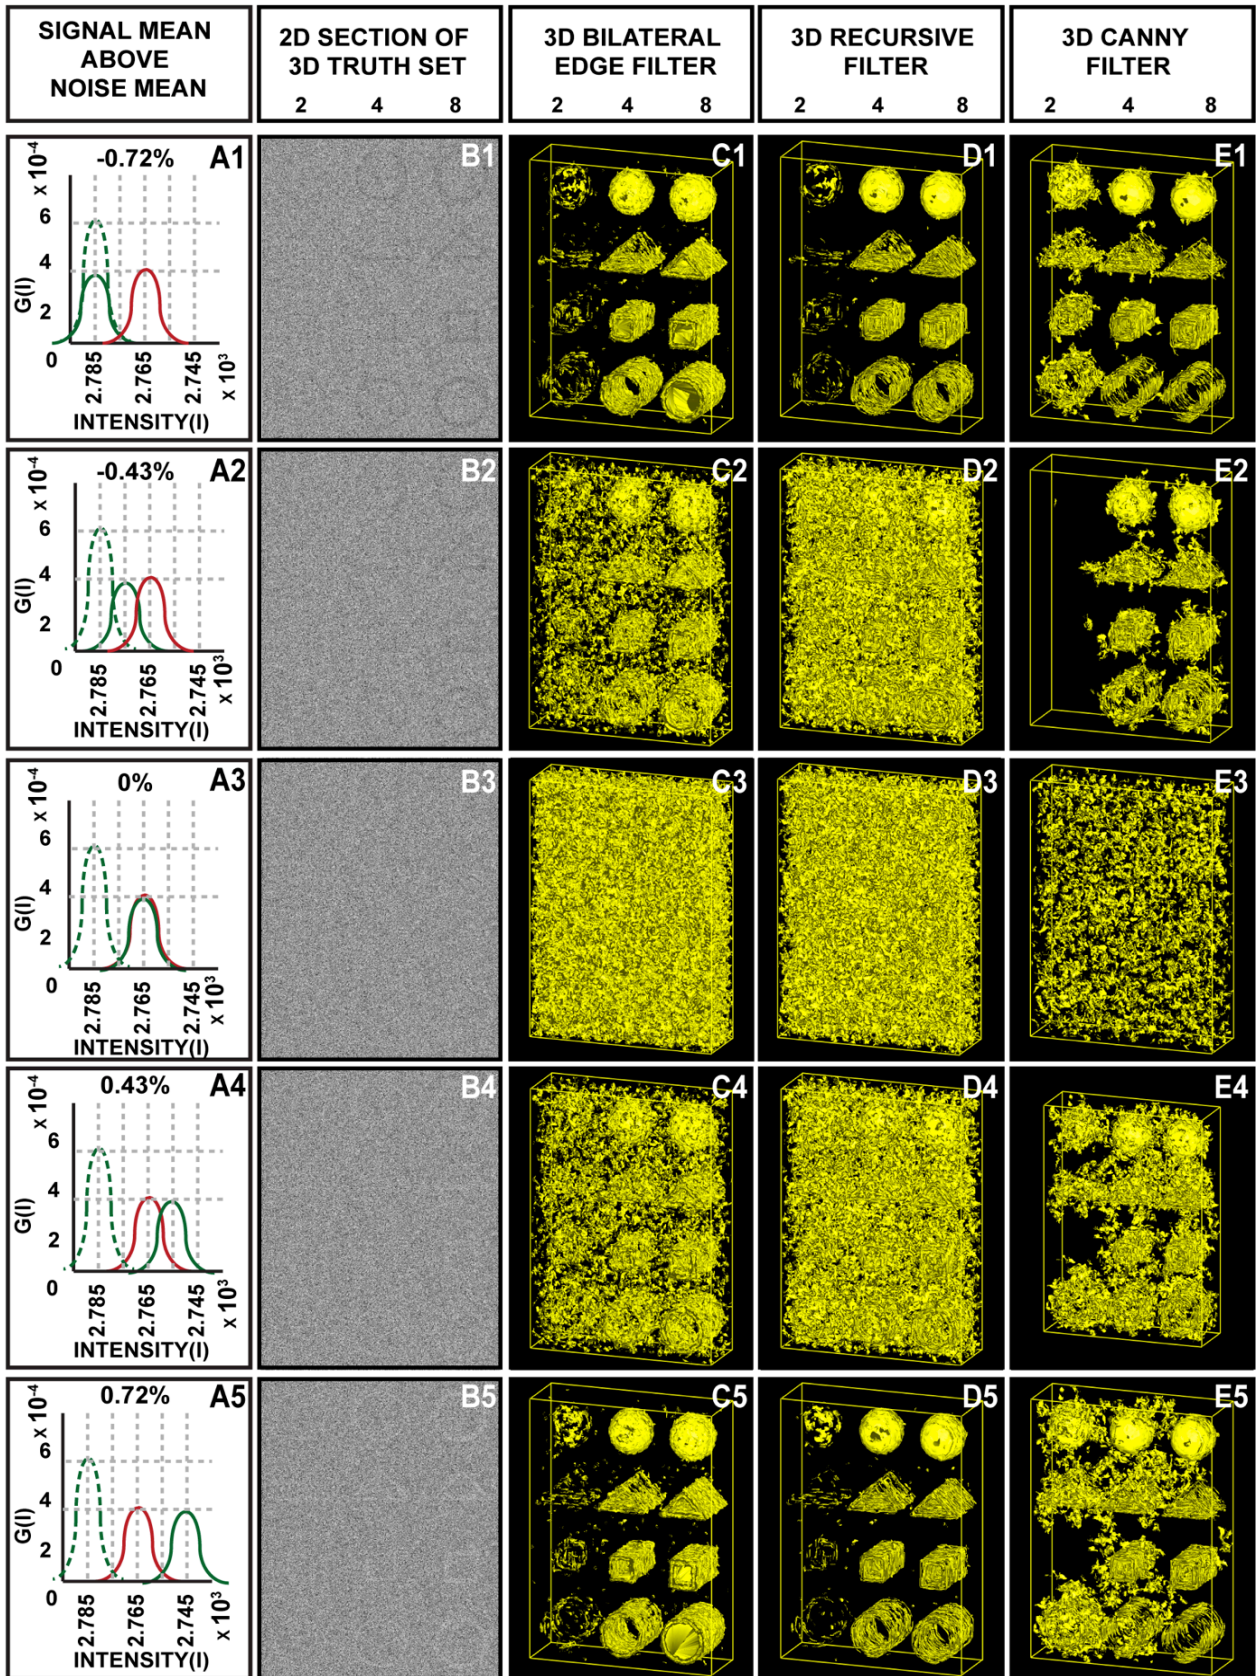 SIGNAL MEAN
ABOVE
NOISE MEAN
2D SECTION OF
3D TRUTH SET
2 4 8
3D BILATERAL
EDGE FILTER
2 4 8
3D RECURSIVE
FILTER
2 4 8
3D CANNY
FILTER
2 4 8
-0.72% A1
x 10-4
6
4
2
0
G(I)
2.785 2.765 2.745 x 103
INTENSITY(I)
B1
C1
D1
E1
-0.43% A2
x 10-4
6
4
2
0
G(I)
2.785 2.765 2.745 x 103
INTENSITY(I)
B2
C2
D2
E2
0% A3
x 10-4
6
4
2
0
G(I)
2.785 2.765 2.745 x 103
INTENSITY(I)
B3
C3
D3
E3
0.43% A4
x 10-4
6
4
2
0
G(I)
2.785 2.765 2.745 x 103
INTENSITY(I)
B4
C4
D4
E4
0.72% A5
x 10-4
6
4
2
0
G(I)
2.785 2.765 2.745 x 103
INTENSITY(I)
B5
C5
D5
E5